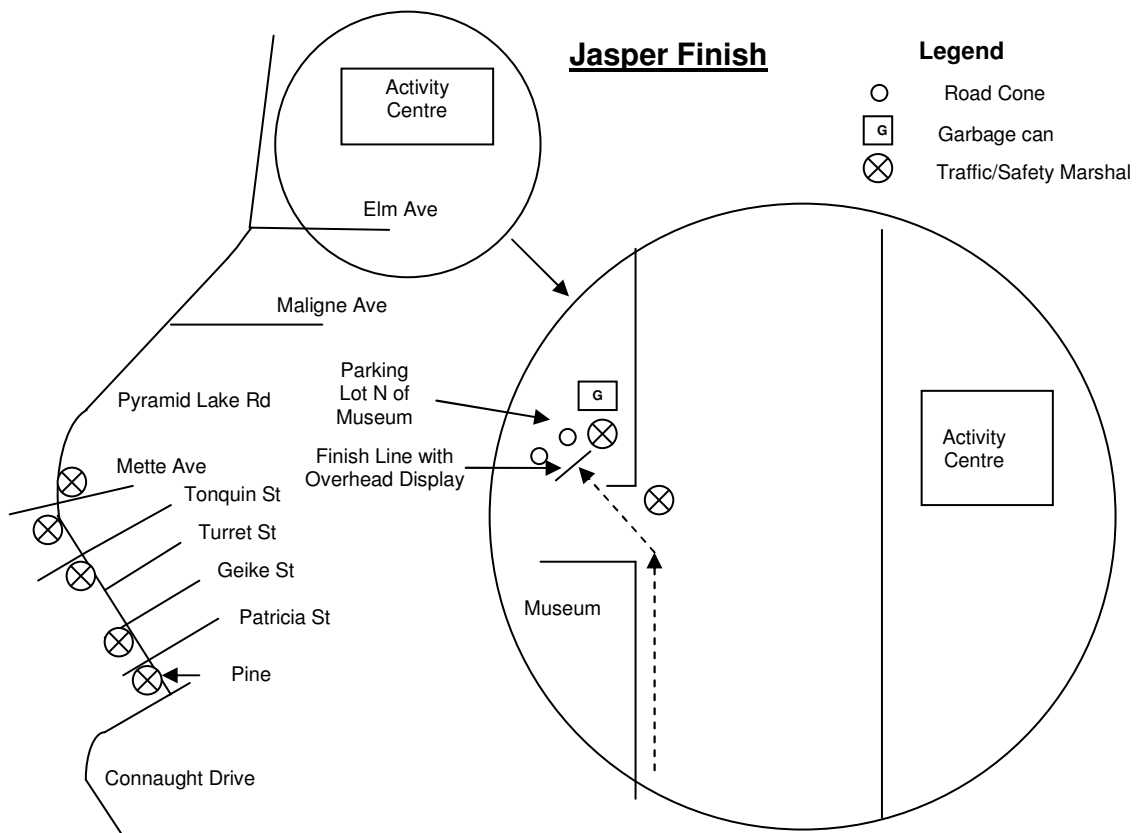 Jasper Finish
Legend
Road Cone
G
Garbage can
Traffic/Safety Marshal
Activity
Centre
Elm Ave
Maligne Ave
Pyramid Lake Rd
Mette Ave
Tonquin St
Turret St
Geike St
Patricia St
Pine
Connaught Drive
Parking
Lot N of
Museum
G
Finish Line with
Overhead Display
Museum
Activity
Centre